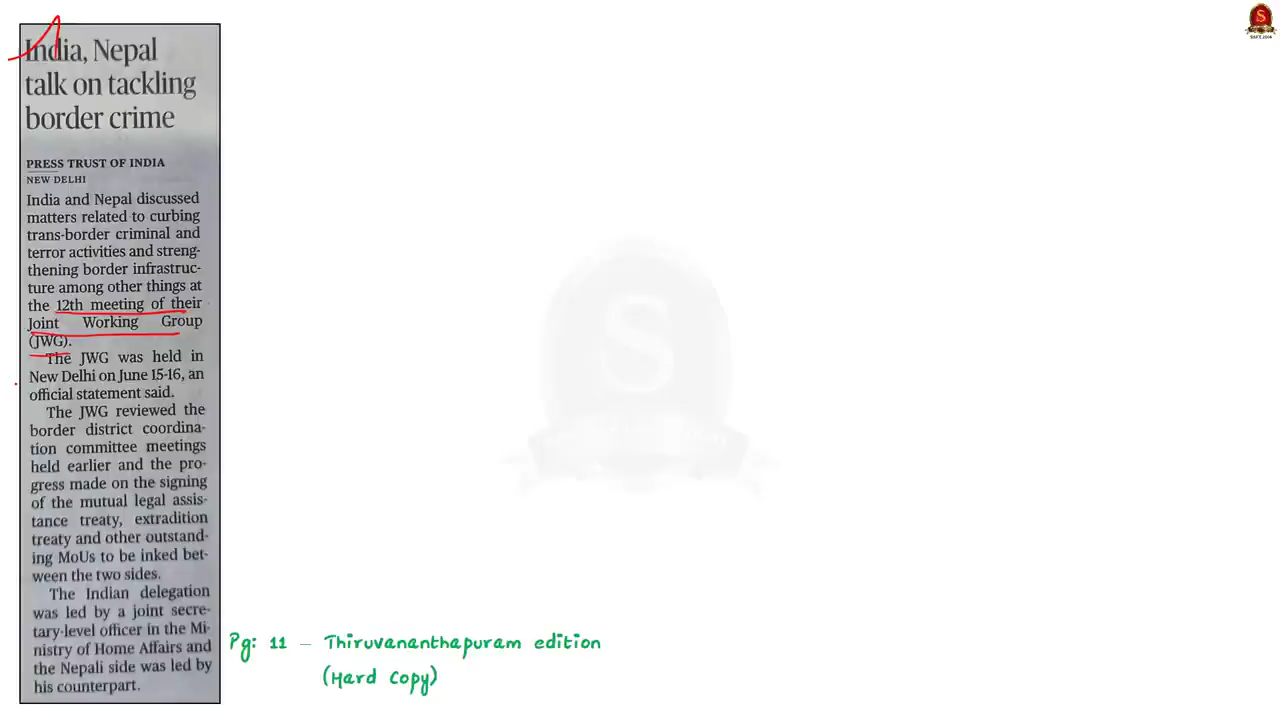 India, Nepal
talk on tackling
border crime
PRESS TRUST OF INDIA
NEW DELHI
India and Nepal discussed
matters related to curbing
trans-border criminal and
terror activities and streng-
thening border infrastruc-
ture among other things at
the 12th meeting of their
Joint Working Group
(JWG).
The JWG was held in
New Delhi on June 15-16, an
official statement said.
The JWG reviewed the
border district coordina-
tion committee meetings
held earlier and the pro-
gress made on the signing
of the mutual legal assis-
tance treaty, extradition
treaty and other outstand-
ing MoUs to be inked bet-
ween the two sides.
The Indian delegation
was led by a joint secre-
tary-level officer in the Mi-
nistry of Home Affairs and
the Nepali side was led by
his counterpart.
Pg: 11 – Thiruvananthapuram edition
(Hard Copy)
S
S